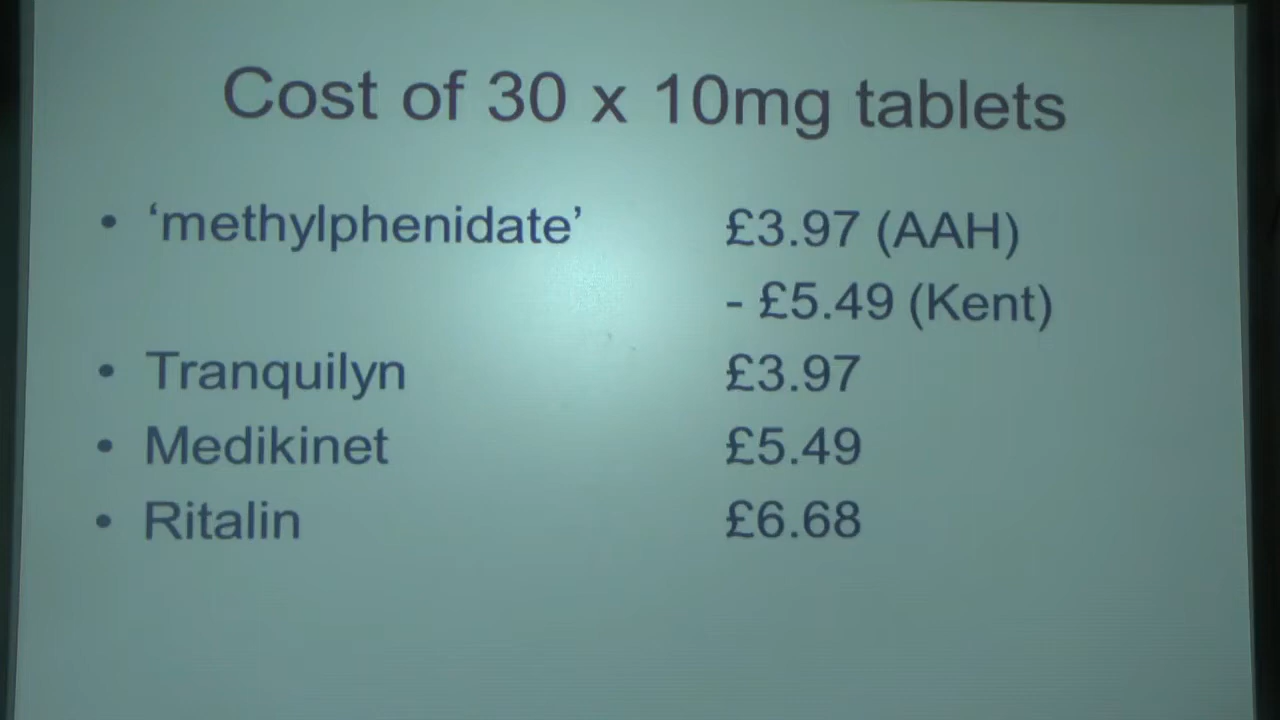 Cost of 30 x 10mg tablets
• ‘methylphenidate’ £3.97 (AAH)
- £5.49 (Kent)
• Tranquilyn £3.97
• Medikinet £5.49
• Ritalin £6.68